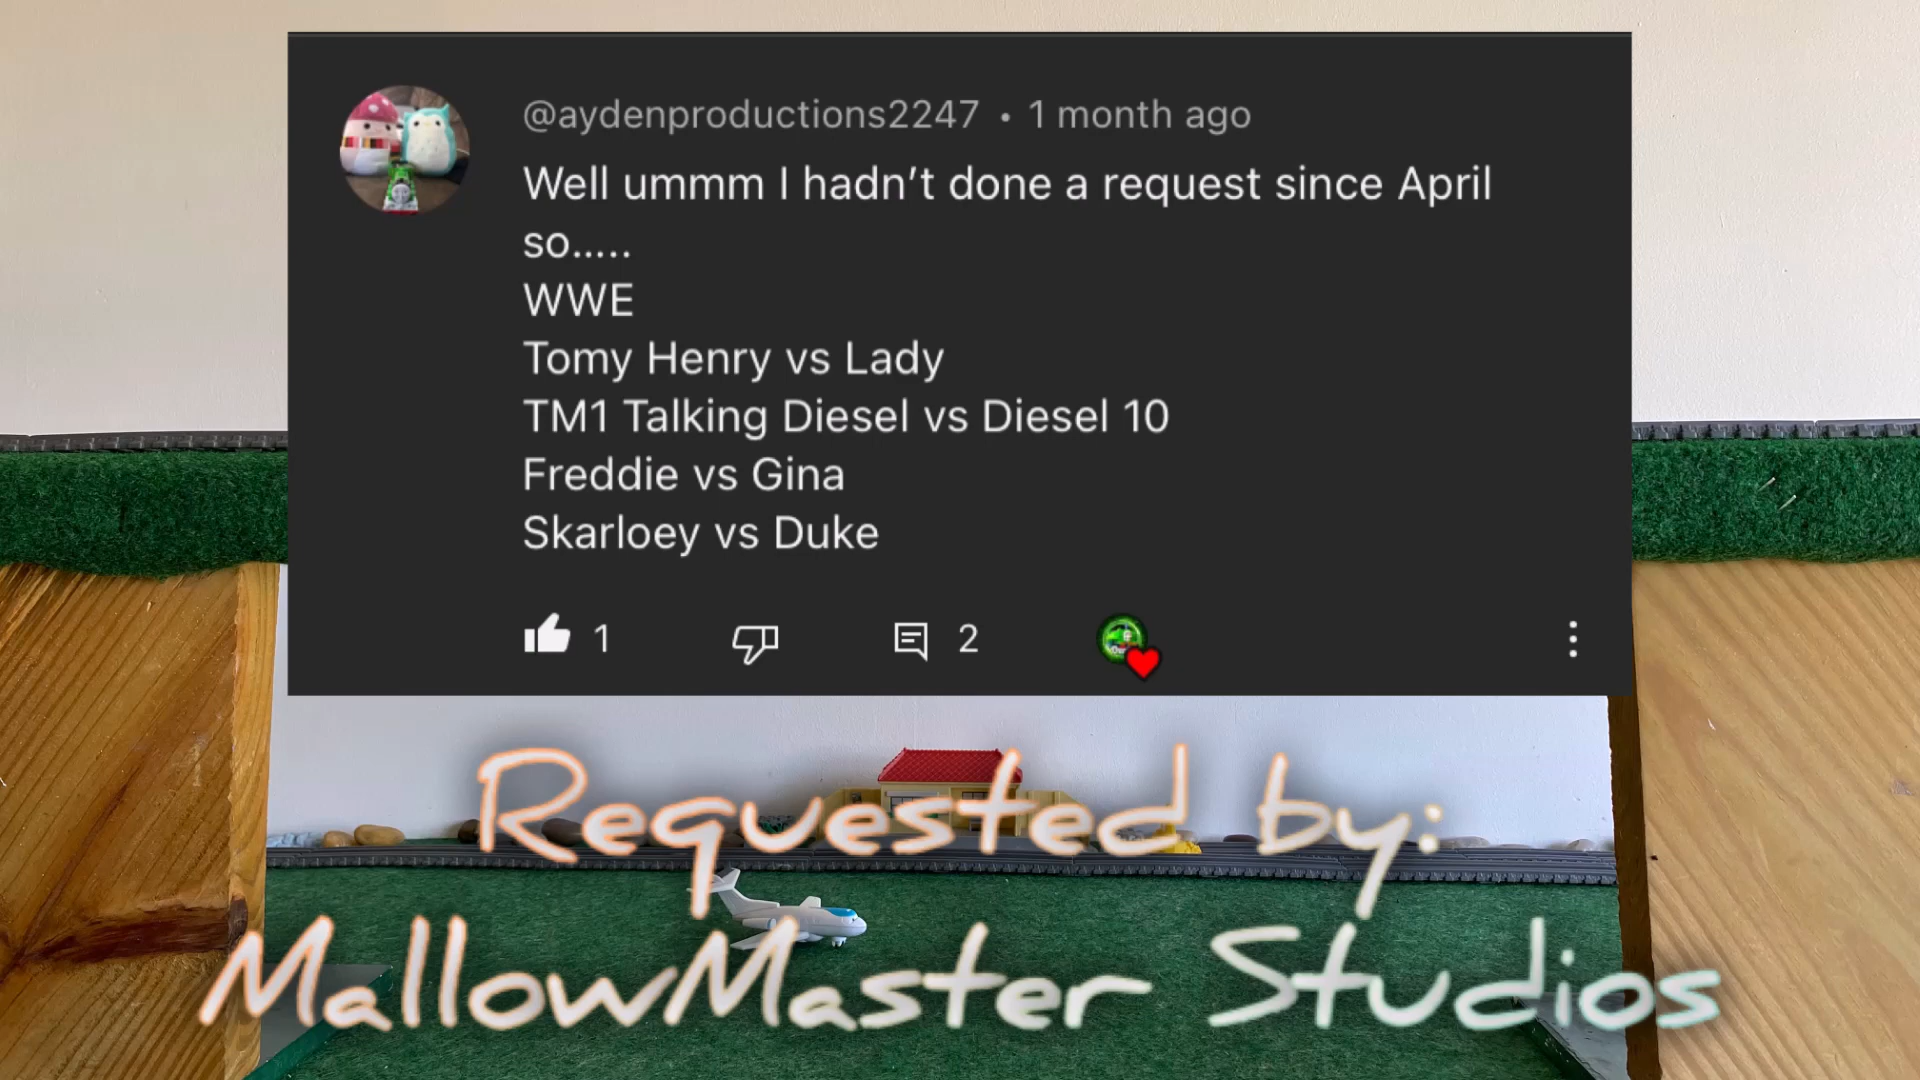 @aydenproductions2247 • 1 month ago
Well ummm I hadn’t done a request since April
so.....
WWE
Tomy Henry vs Lady
TM1 Talking Diesel vs Diesel 10
Freddie vs Gina
Skarloey vs Duke
1
2
Requested by:
MallowMaster Studios